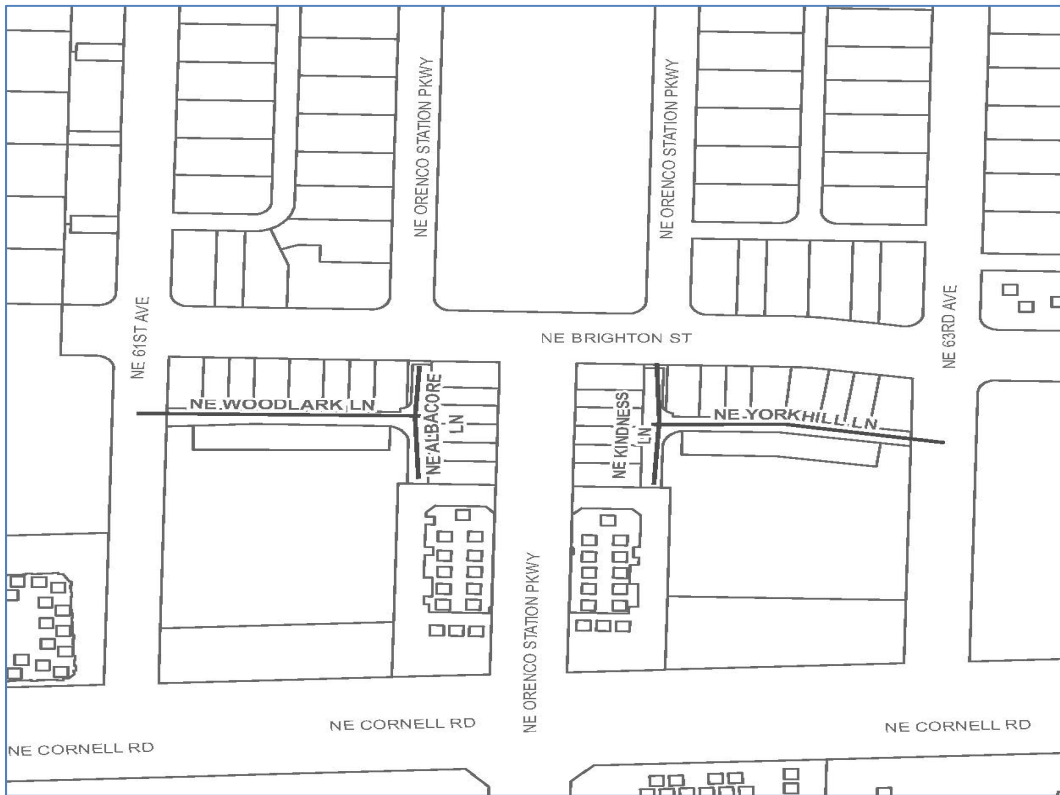 NE ORENCO STATION PKWY
NE ORENCO STATION PKWY
NE 61ST AVE
NE 63RD AVE
NE BRIGHTON ST
NE WOODLARK LN
NE ALBACORE
LN
NE KINDNESS
LN
NE YORKHILL LN
NE ORENCO STATION PKWY
NE CORNELL RD
NE CORNELL RD
NE CORNELL RD